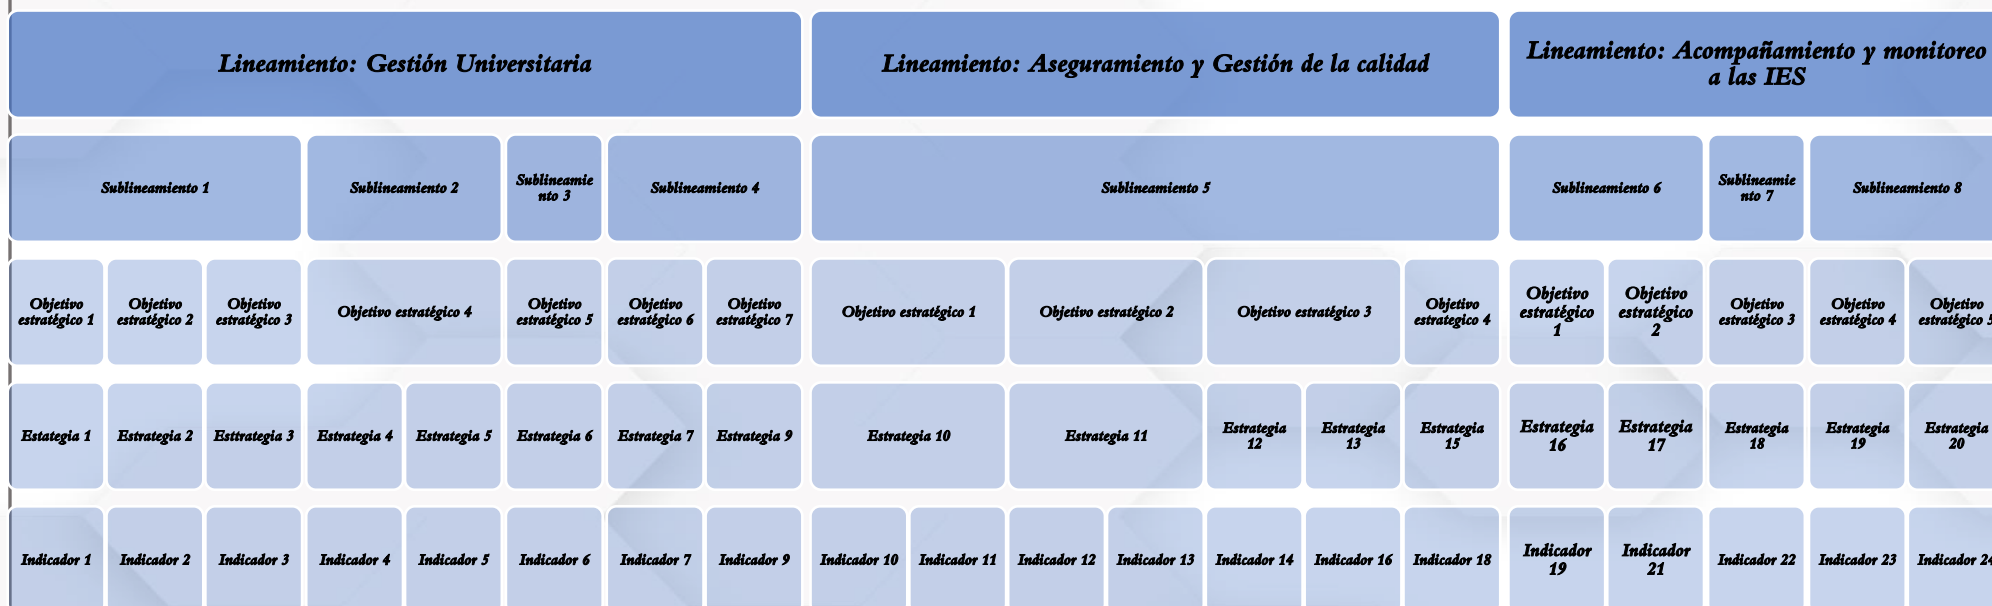 Lineamiento: Gestión Universitaria
Lineamiento: Aseguramiento y Gestión de la calidad
Lineamiento: Acompañamiento y monitoreo
a las IES
Sublineamiento 1
Sublineamiento 2
Sublineamie
nto 3
Sublineamiento 4
Sublineamiento 5
Sublineamiento 6
Sublineamie
nto 7
Sublineamiento 8
Objetivo
estratégico 1
Objetivo
estratégico 2
Objetivo
estratégico 3
Objetivo estratégico 4
Objetivo
estratégico 5
Objetivo
estratégico 6
Objetivo
estratégico 7
Objetivo estratégico 1
Objetivo estratégico 2
Objetivo estratégico 3
Objetivo
estrategico 4
Objetivo
estratégico
1
Objetivo
estratégico
2
Objetivo
estratégico 3
Objetivo
estratégico 4
Objetivo
estratégico 5
Estategia 1
Estrategia 2
Esttrategia 3
Estrategia 4
Estrategia 5
Estrategia 6
Estrategia 7
Estrategia 9
Estrategia 10
Estrategia 11
Estrategia
12
Estrategia
13
Estrategia
15
Estrategia
16
Estrategia
17
Estrategia
18
Estrategia
19
Estrategia
20
Indicador 1
Indicador 2
Indicador 3
Indicador 4
Indicador 5
Indicador 6
Indicador 7
Indicador 9
Indicador 10
Indicador 11
Indicador 12
Indicador 13
Indicador 14
Indicador 16
Indicador 18
Indicador
19
Indicador
21
Indicador 22
Indicador 23
Indicador 24